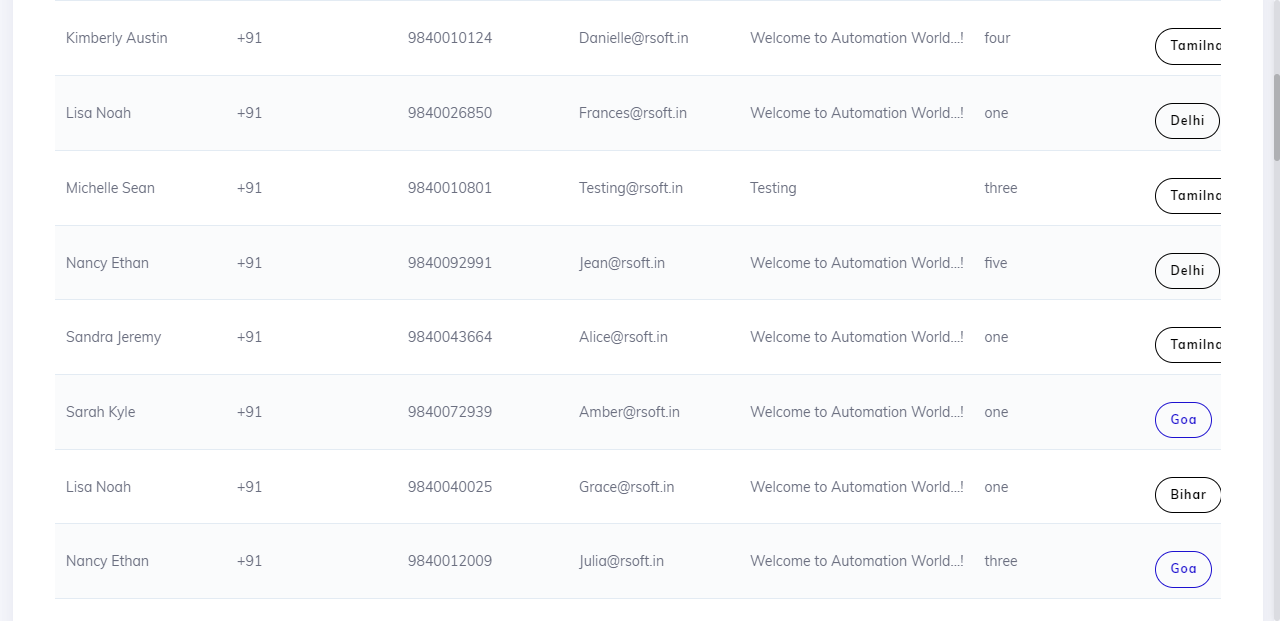 Kimberly Austin +91 9840010124 Danielle@rsoft.in Welcome to Automation World...! four Tamilna
Lisa Noah +91 9840026850 Frances@rsoft.in Welcome to Automation World...! one Delhi
Michelle Sean +91 9840010801 Testing@rsoft.in Testing three Tamilna
Nancy Ethan +91 9840092991 Jean@rsoft.in Welcome to Automation World...! five Delhi
Sandra Jeremy +91 9840043664 Alice@rsoft.in Welcome to Automation World...! one Tamilna
Sarah Kyle +91 9840072939 Amber@rsoft.in Welcome to Automation World...! one Goa
Lisa Noah +91 9840040025 Grace@rsoft.in Welcome to Automation World...! one Bihar
Nancy Ethan +91 9840012009 Julia@rsoft.in Welcome to Automation World...! three Goa